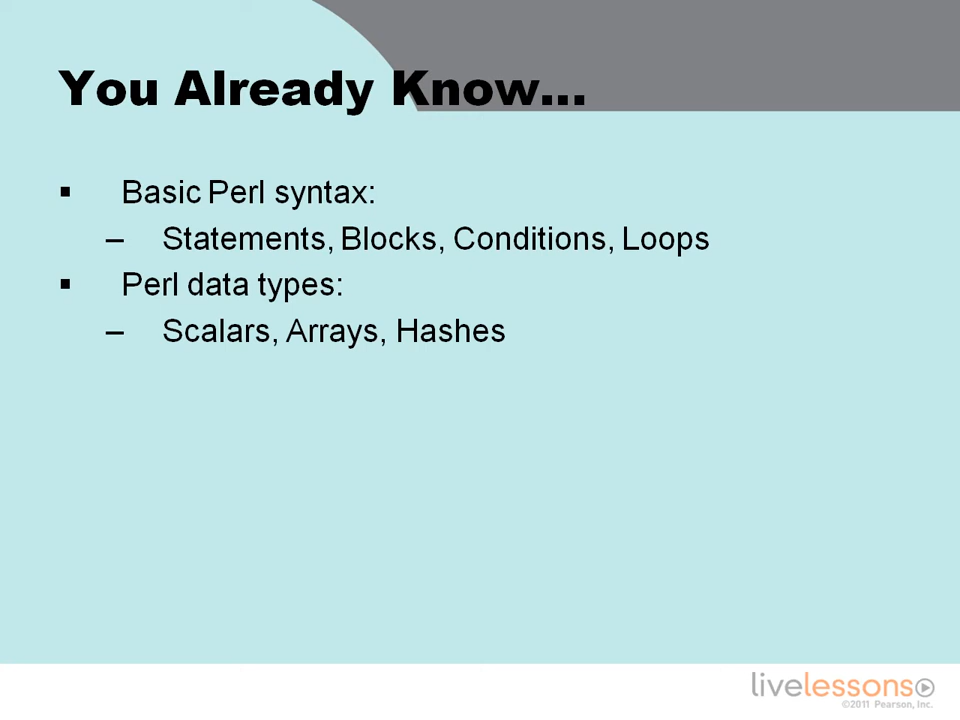 You Already Know...
▪ Basic Perl syntax:
– Statements, Blocks, Conditions, Loops
▪ Perl data types:
– Scalars, Arrays, Hashes
livelessons
©2011 Pearson, Inc.